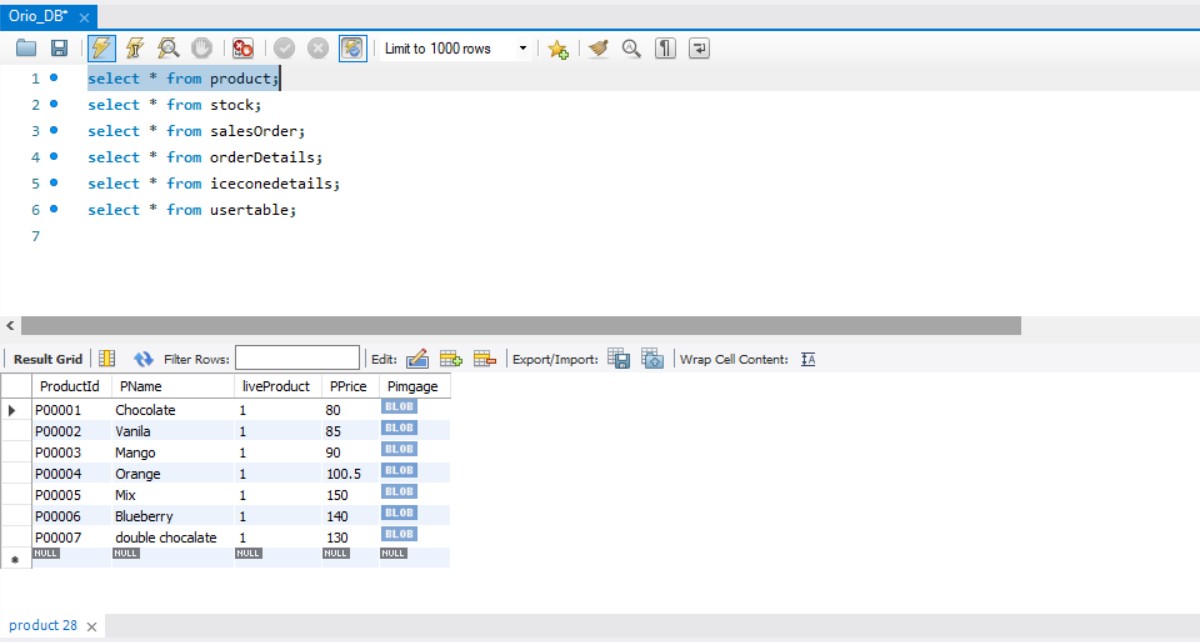 Orio_DB*
Limit to 1000 rows
1 select * from product;
2 select * from stock;
3 select * from salesOrder;
4 select * from orderDetails;
5 select * from iceconedetails;
6 select * from usertable;
7
Result Grid Filter Rows: Edit: Export/Import: Wrap Cell Content: IA
ProductId PName liveProduct PPrice Pimgage
P00001 Chocolate 1 80 BLOB
P00002 Vanila 1 85 BLOB
P00003 Mango 1 90 BLOB
P00004 Orange 1 100.5 BLOB
P00005 Mix 1 150 BLOB
P00006 Blueberry 1 140 BLOB
P00007 double chocalate 1 130 BLOB
NULL NULL NULL NULL NULL
product 28